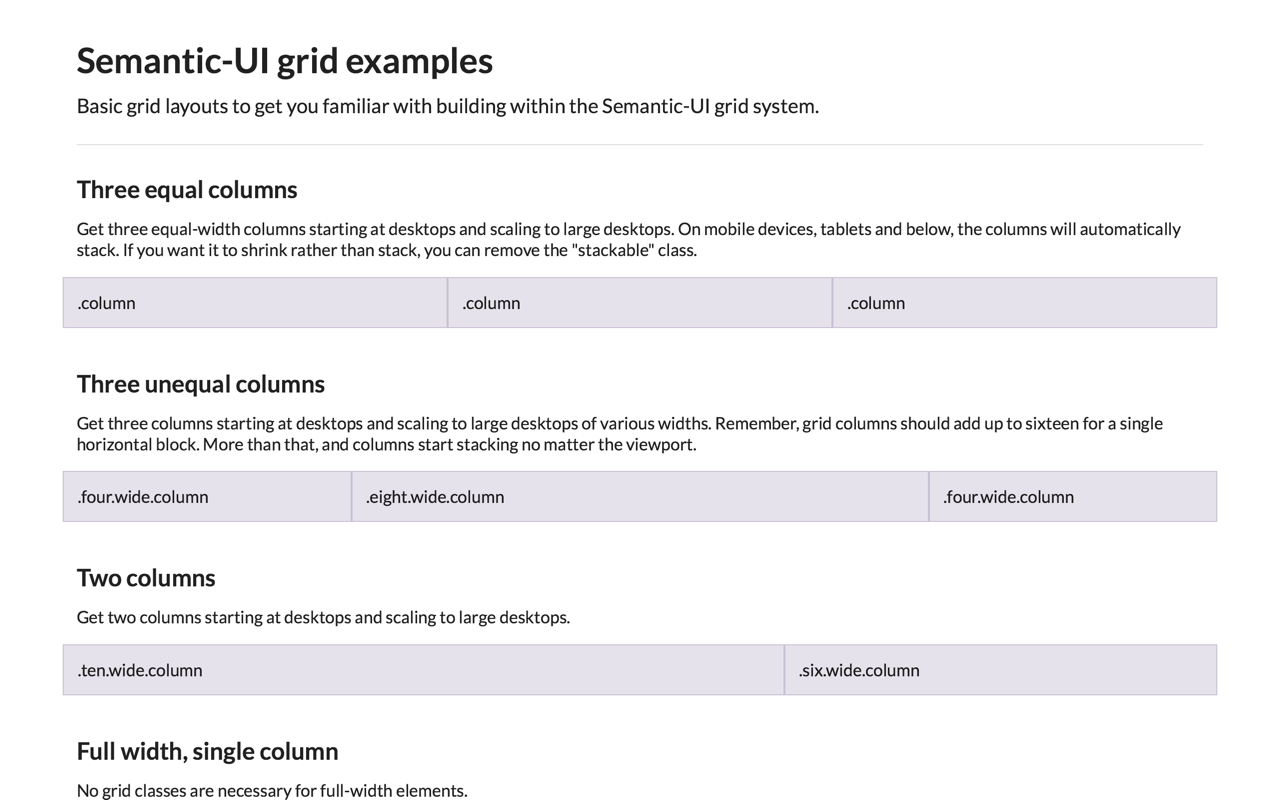 Semantic-UI grid examples
Basic grid layouts to get you familiar with building within the Semantic-UI grid system.
Three equal columns
Get three equal-width columns starting at desktops and scaling to large desktops. On mobile devices, tablets and below, the columns will automatically
stack. If you want it to shrink rather than stack, you can remove the "stackable" class.
.column .column .column
Three unequal columns
Get three columns starting at desktops and scaling to large desktops of various widths. Remember, grid columns should add up to sixteen for a single
horizontal block. More than that, and columns start stacking no matter the viewport.
.four.wide.column .eight.wide.column .four.wide.column
Two columns
Get two columns starting at desktops and scaling to large desktops.
.ten.wide.column .six.wide.column
Full width, single column
No grid classes are necessary for full-width elements.